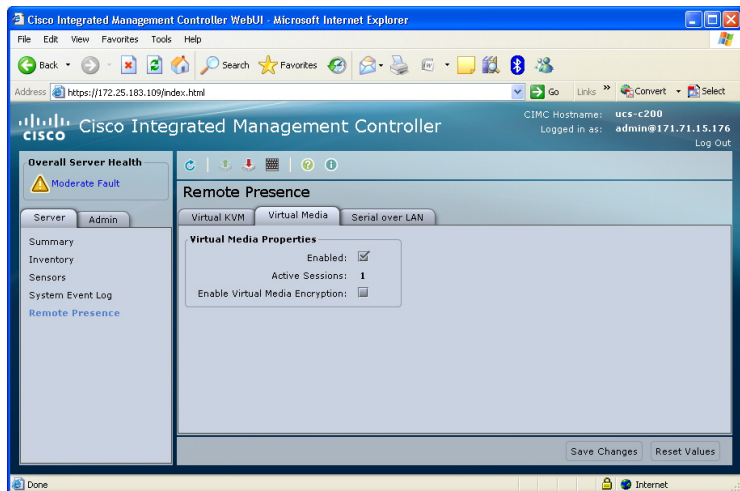 Cisco Integrated Management Controller WebUI - Microsoft Internet Explorer
File Edit View Favorites Tools Help
Back Search Favorites
Address https://172.25.183.109/index.html Go Links » Convert Select
CISCO Cisco Integrated Management Controller
CIMC Hostname: ucs-c200
Logged in as: admin@171.71.15.176
Log Out
Overall Server Health
Moderate Fault
Server Admin
Summary
Inventory
Sensors
System Event Log
Remote Presence
Remote Presence
Virtual KVM Virtual Media Serial over LAN
Virtual Media Properties
Enabled:
Active Sessions: 1
Enable Virtual Media Encryption:
Save Changes Reset Values
Done Internet